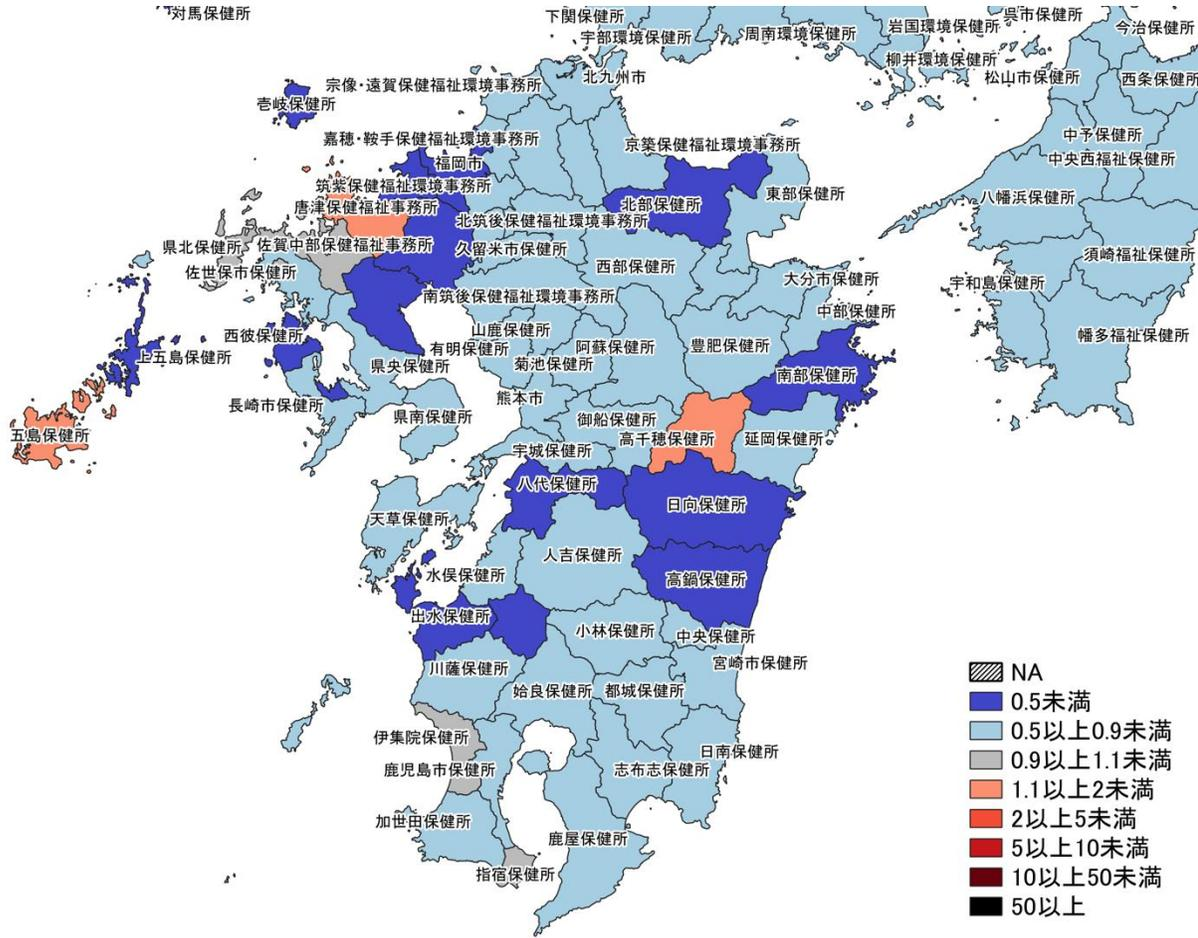 対馬保健所
下関保健所
呉市保健所
宇部環境保健所
周南環境保健所
岩国環境保健所
今治保健所
柳井環境保健所
北九州市
松山市保健所
西条保健所
宗像・遠賀保健福祉環境事務所
壱岐保健所
嘉穂・鞍手保健福祉環境事務所
京築保健福祉環境事務所
中予保健所
福岡市
中央西福祉保健所
筑紫保健福祉環境事務所
東部保健所
八幡浜保健所
唐津保健福祉事務所
北部保健所
北筑後保健福祉環境事務所
県北保健所
佐賀中部保健福祉事務所
久留米市保健所
須崎福祉保健所
佐世保市保健所
西部保健所
大分市保健所
宇和島保健所
南筑後保健福祉環境事務所
中部保健所
西彼保健所
山鹿保健所
幡多福祉保健所
上五島保健所
有明保健所
阿蘇保健所
豊肥保健所
県央保健所
菊池保健所
南部保健所
長崎市保健所
熊本市
県南保健所
御船保健所
五島保健所
高千穂保健所
延岡保健所
宇城保健所
八代保健所
日向保健所
天草保健所
人吉保健所
水俣保健所
高鍋保健所
出水保健所
小林保健所
中央保健所
川薩保健所
宮崎市保健所
姶良保健所
都城保健所
伊集院保健所
日南保健所
鹿児島市保健所
志布志保健所
加世田保健所
鹿屋保健所
指宿保健所
NA
0.5未満
0.5以上0.9未満
0.9以上1.1未満
1.1以上2未満
2以上5未満
5以上10未満
10以上50未満
50以上